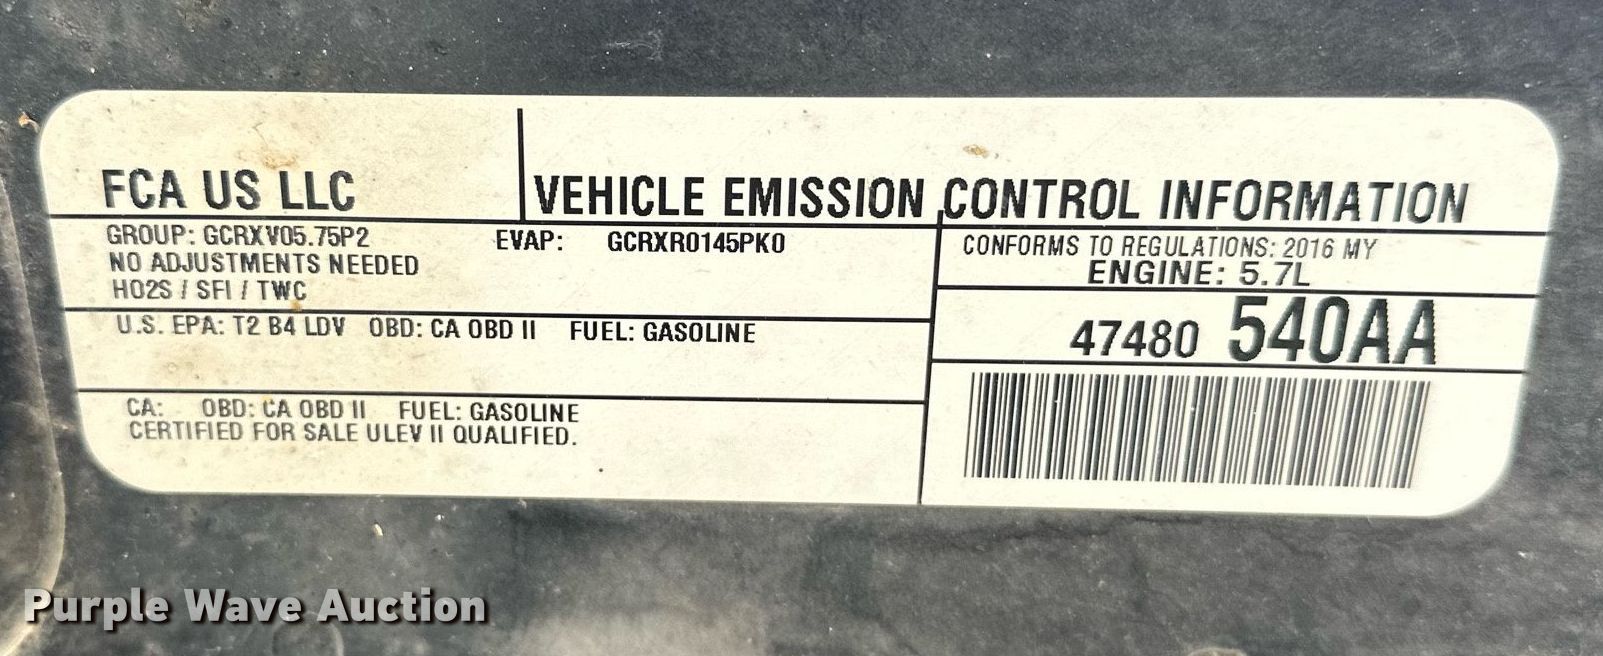 FCA US LLC
VEHICLE EMISSION CONTROL INFORMATION
GROUP: GCRXV05.75P2
EVAP: GCRXR0145PK0
NO ADJUSTMENTS NEEDED
HO2S / SFI / TWC
CONFORMS TO REGULATIONS: 2016 MY
ENGINE: 5.7L
U.S. EPA: T2 B4 LDV OBD: CA OBD II FUEL: GASOLINE
47480 540AA
CA: OBD: CA OBD II FUEL: GASOLINE
CERTIFIED FOR SALE ULEV II QUALIFIED.
Purple Wave Auction